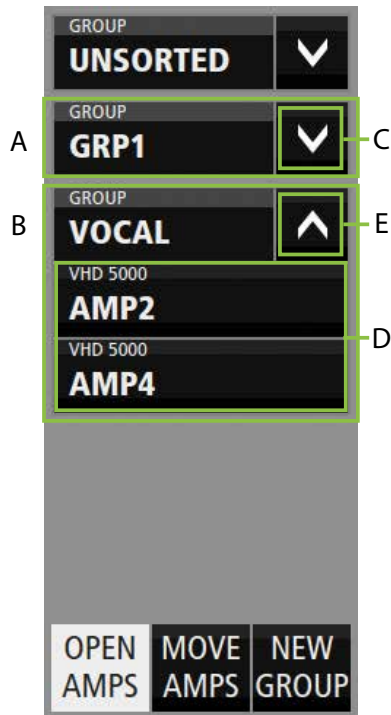 GROUP
UNSORTED
A
GROUP
GRP1
C
B
GROUP
VOCAL
E
VHD 5000
AMP2
D
VHD 5000
AMP4
OPEN AMPS
MOVE AMPS
NEW GROUP